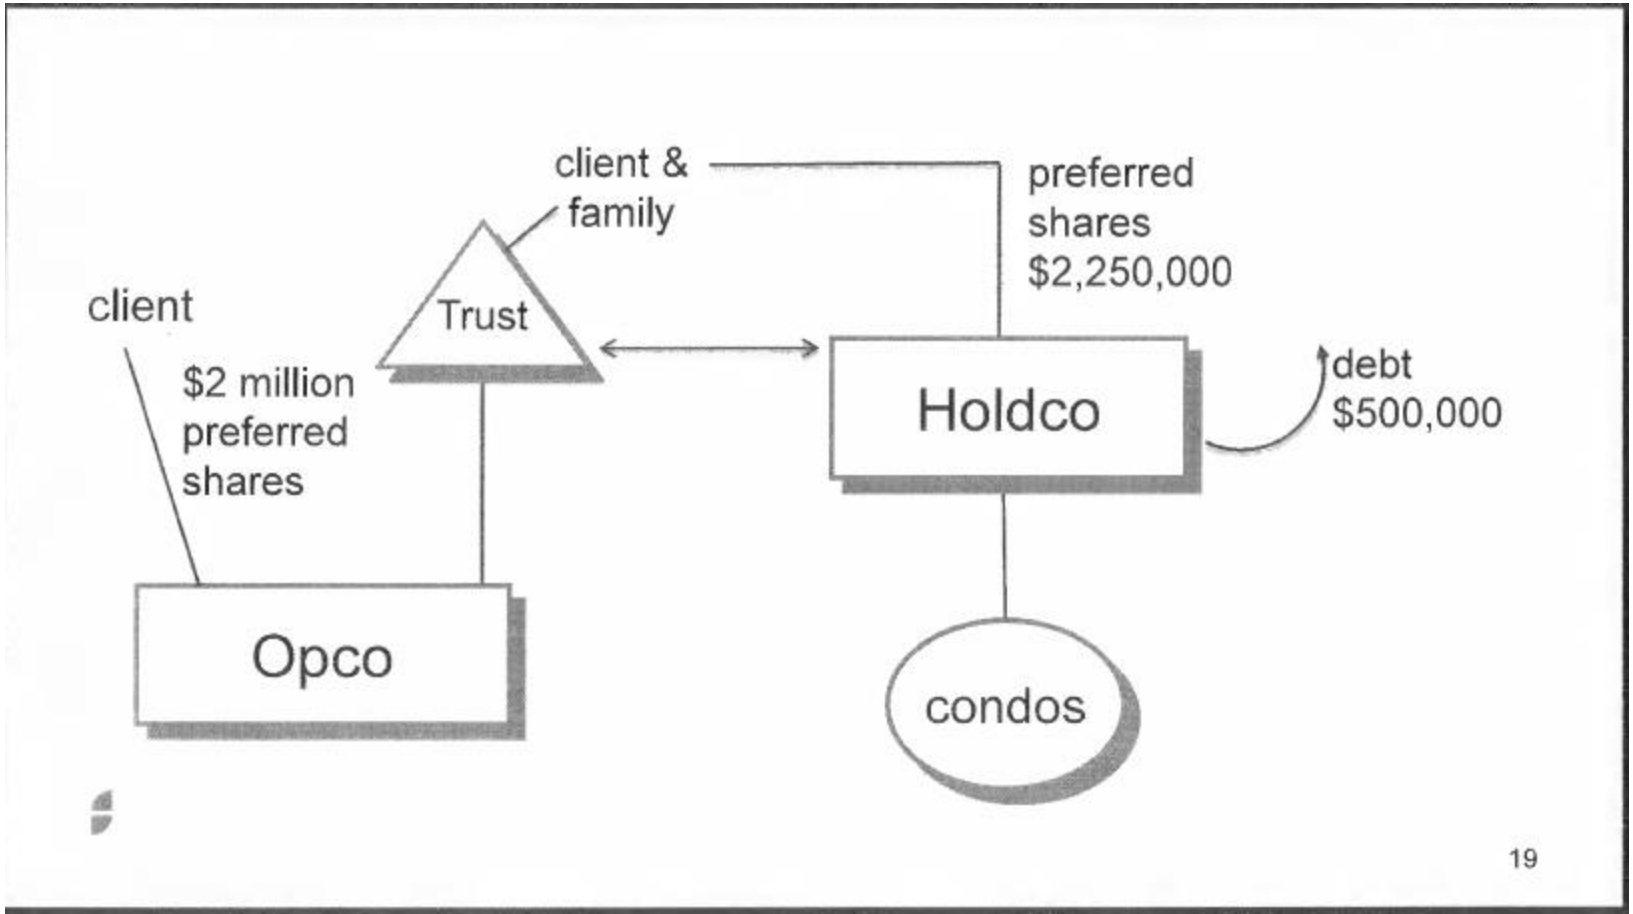 client &
family
preferred
shares
$2,250,000
client
Trust
$2 million
preferred
shares
Holdco
debt
$500,000
Opco
condos
19